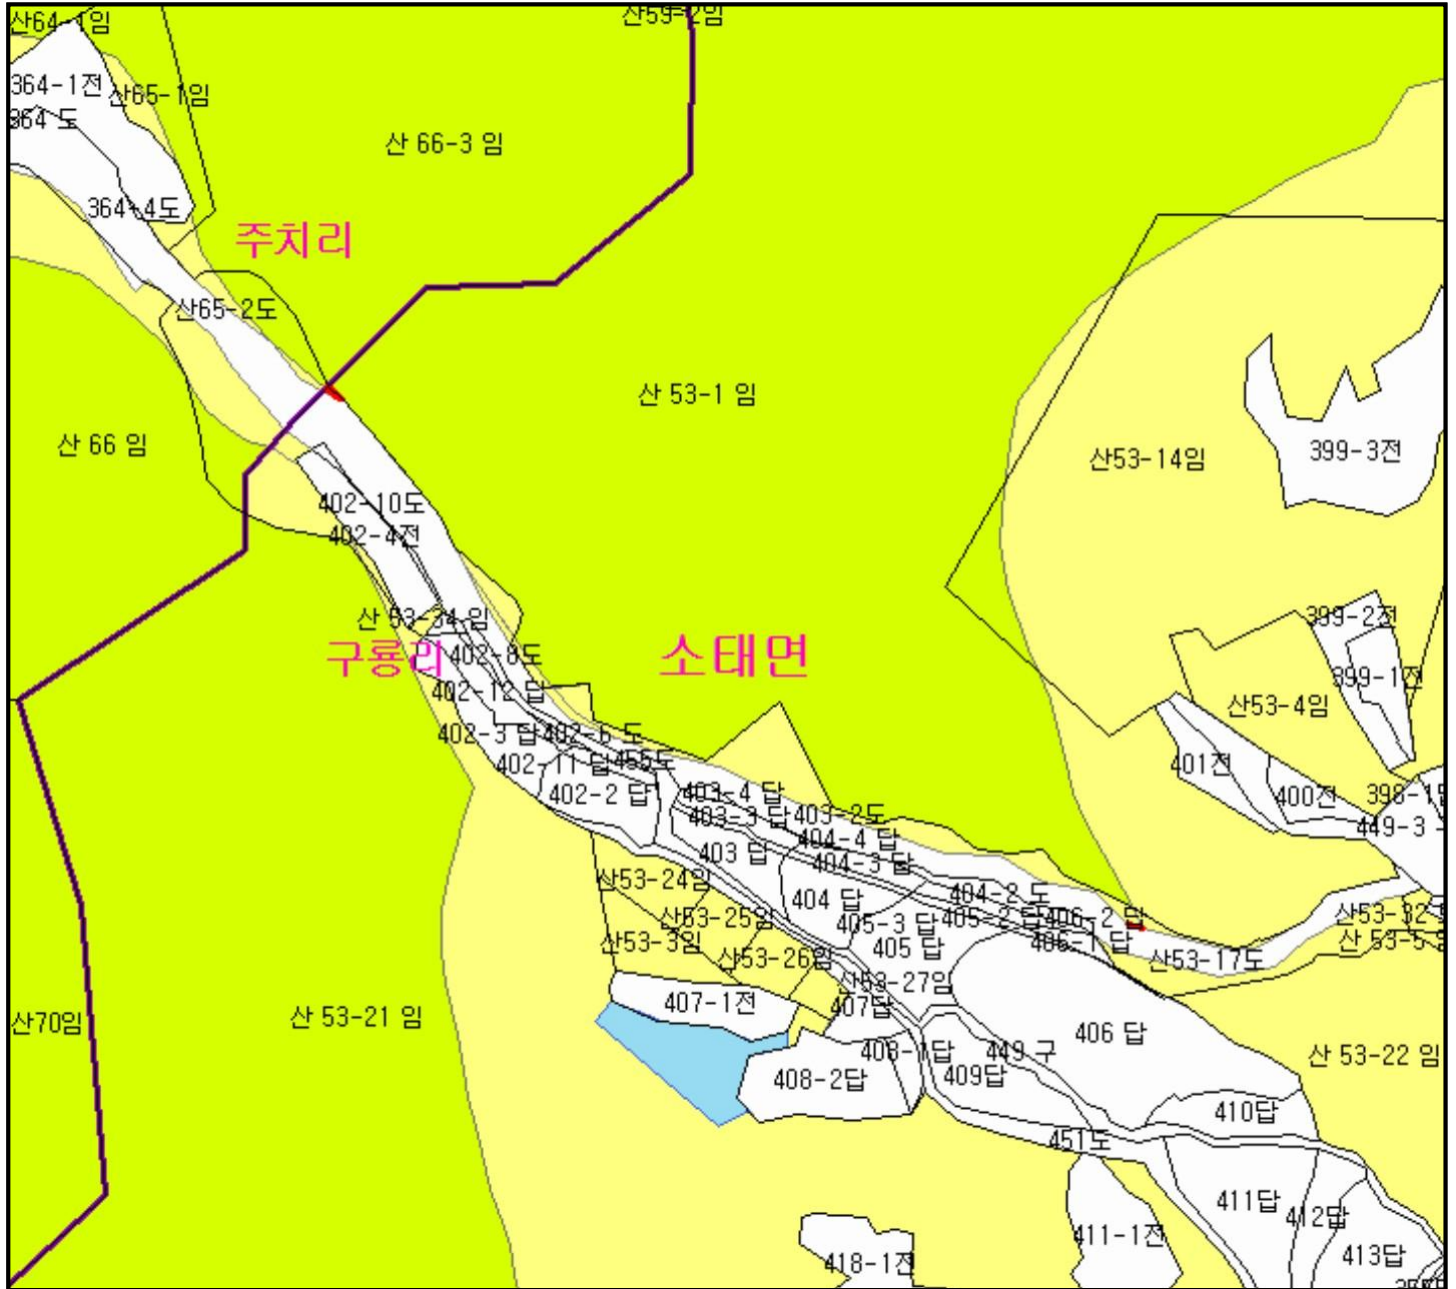 산64-1임
산59-2임
364-1전
산65-1임
364 도
산 66-3 임
364-4도
주치리
산65-2도
산 53-1 임
산 66 임
399-3전
산53-14임
402-10도
402-4전
산 53-34 임
399-2전
구룡리
402-8도
소태면
399-1전
402-12 답
산53-4임
402-3 답
402-6 도
402-11 답
455도
401전
402-2 답
403-4 답
400전
398-1전
403-3 답
403-2도
449-3
404-4 답
403 답
404-3 답
산53-24임
404 답
404-2 도
산53-25임
405-3 답
405-2 답
406-2 답
산53-32
산53-3임
405 답
406-1 답
산 53-5
산53-26임
산53-17도
산53-27임
407-1전
407답
산70임
산 53-21 임
406 답
408-1답
449 구
산 53-22 임
408-2답
409답
410답
451도
411답
412답
411-1전
413답
418-1전